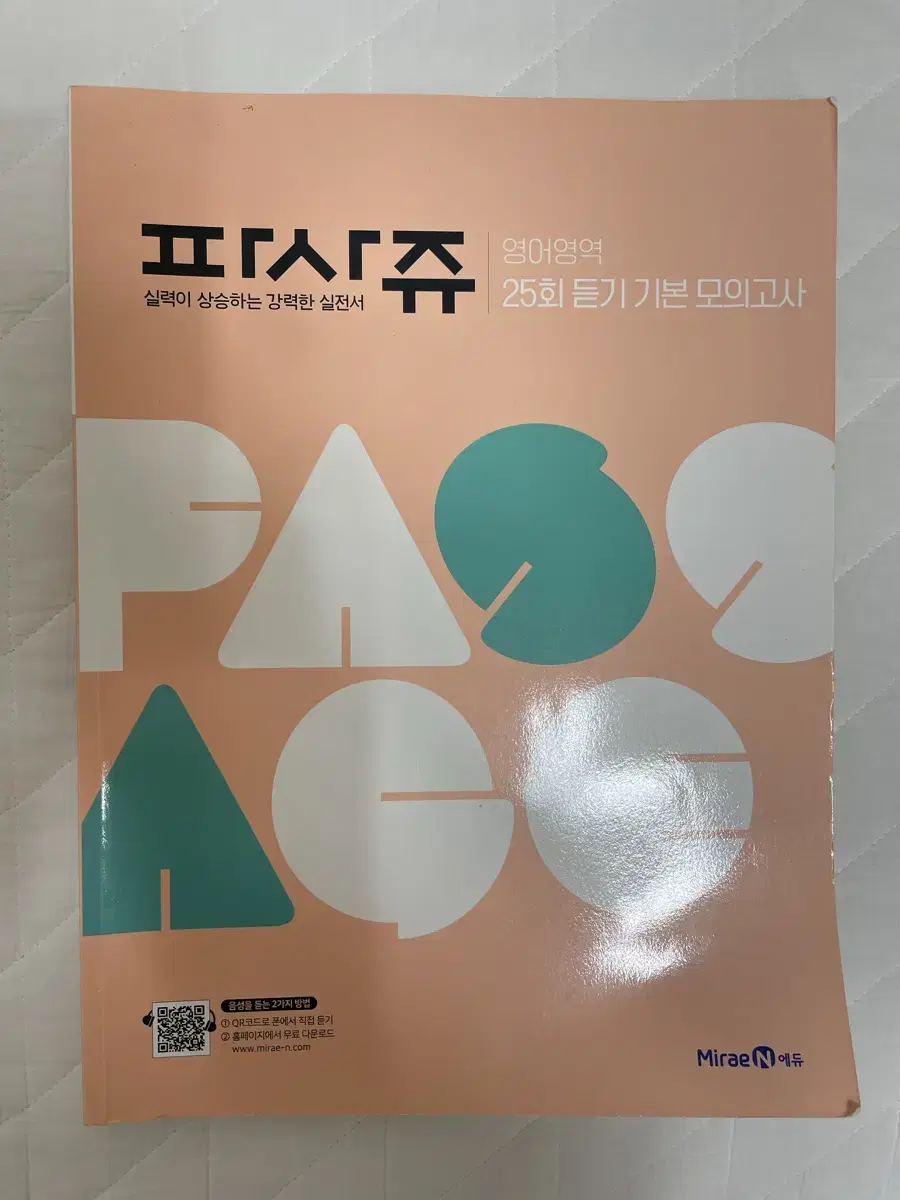 파사쥬
실력이 상승하는 강력한 실전서
영어영역
25회 듣기 기본 모의고사
PASS
AGE
음성을 듣는 2가지 방법
① QR코드로 폰에서 직접 듣기
② 홈페이지에서 무료 다운로드
www.mirae-n.com
Mirae N 에듀